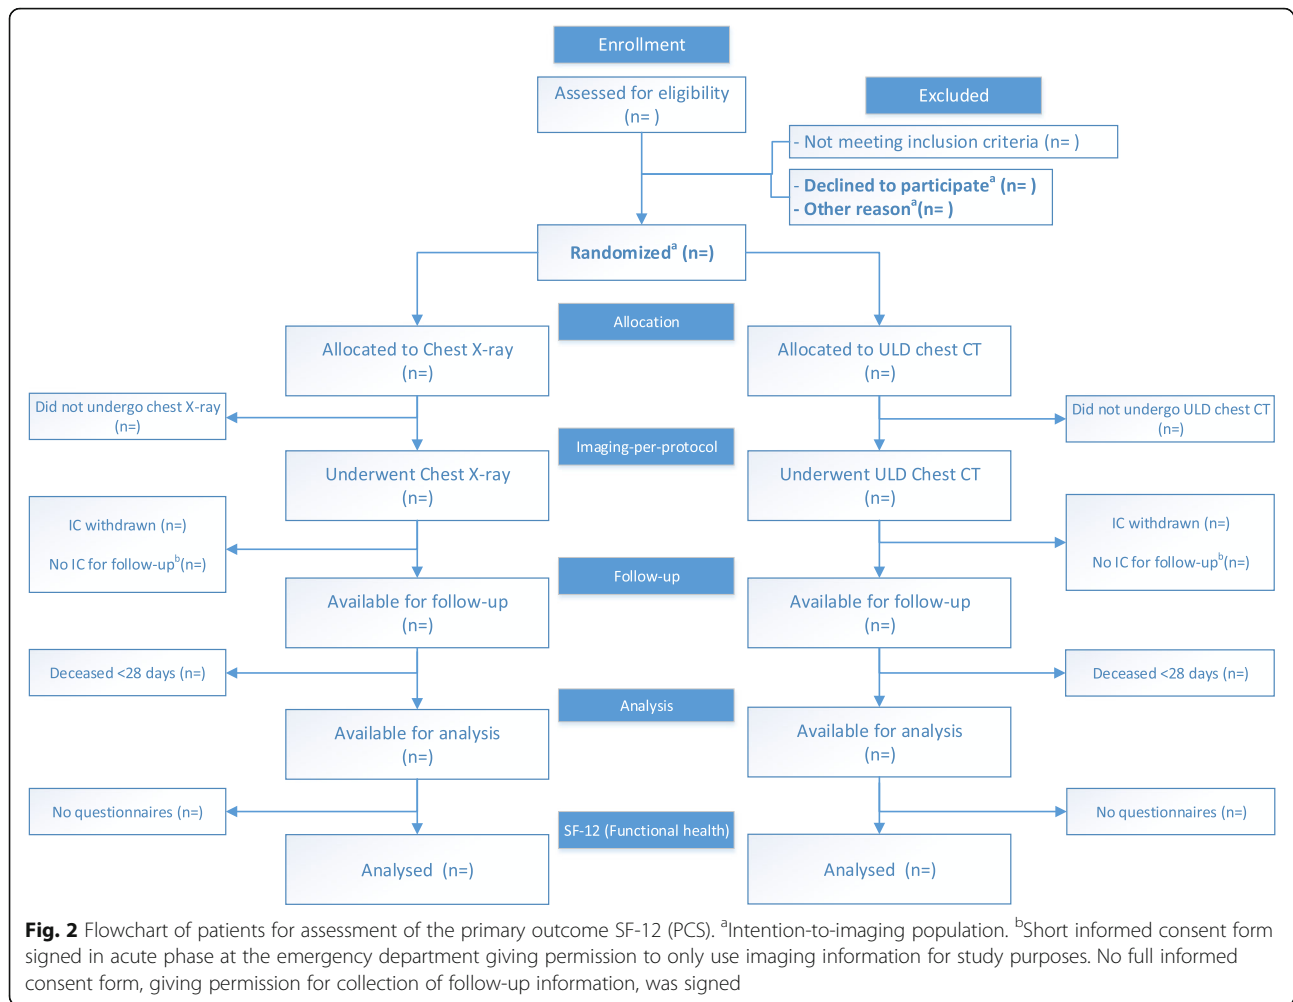 Enrollment
Assessed for eligibility
(n= )
Excluded
- Not meeting inclusion criteria (n= )
- Declined to participateᵃ (n= )
- Other reasonᵃ(n= )
Randomizedᵃ (n=)
Allocation
Allocated to Chest X-ray
(n=)
Allocated to ULD chest CT
(n=)
Did not undergo chest X-ray
(n=)
Did not undergo ULD chest CT
(n=)
Imaging-per-protocol
Underwent Chest X-ray
(n=)
Underwent ULD Chest CT
(n=)
IC withdrawn (n=)
No IC for follow-upᵇ(n=)
IC withdrawn (n=)
No IC for follow-upᵇ(n=)
Follow-up
Available for follow-up
(n=)
Available for follow-up
(n=)
Deceased <28 days (n=)
Deceased <28 days (n=)
Analysis
Available for analysis
(n=)
Available for analysis
(n=)
No questionnaires (n=)
No questionnaires (n=)
SF-12 (Functional health)
Analysed (n=)
Analysed (n=)
Fig. 2 Flowchart of patients for assessment of the primary outcome SF-12 (PCS). ᵃIntention-to-imaging population. ᵇShort informed consent form
signed in acute phase at the emergency department giving permission to only use imaging information for study purposes. No full informed
consent form, giving permission for collection of follow-up information, was signed